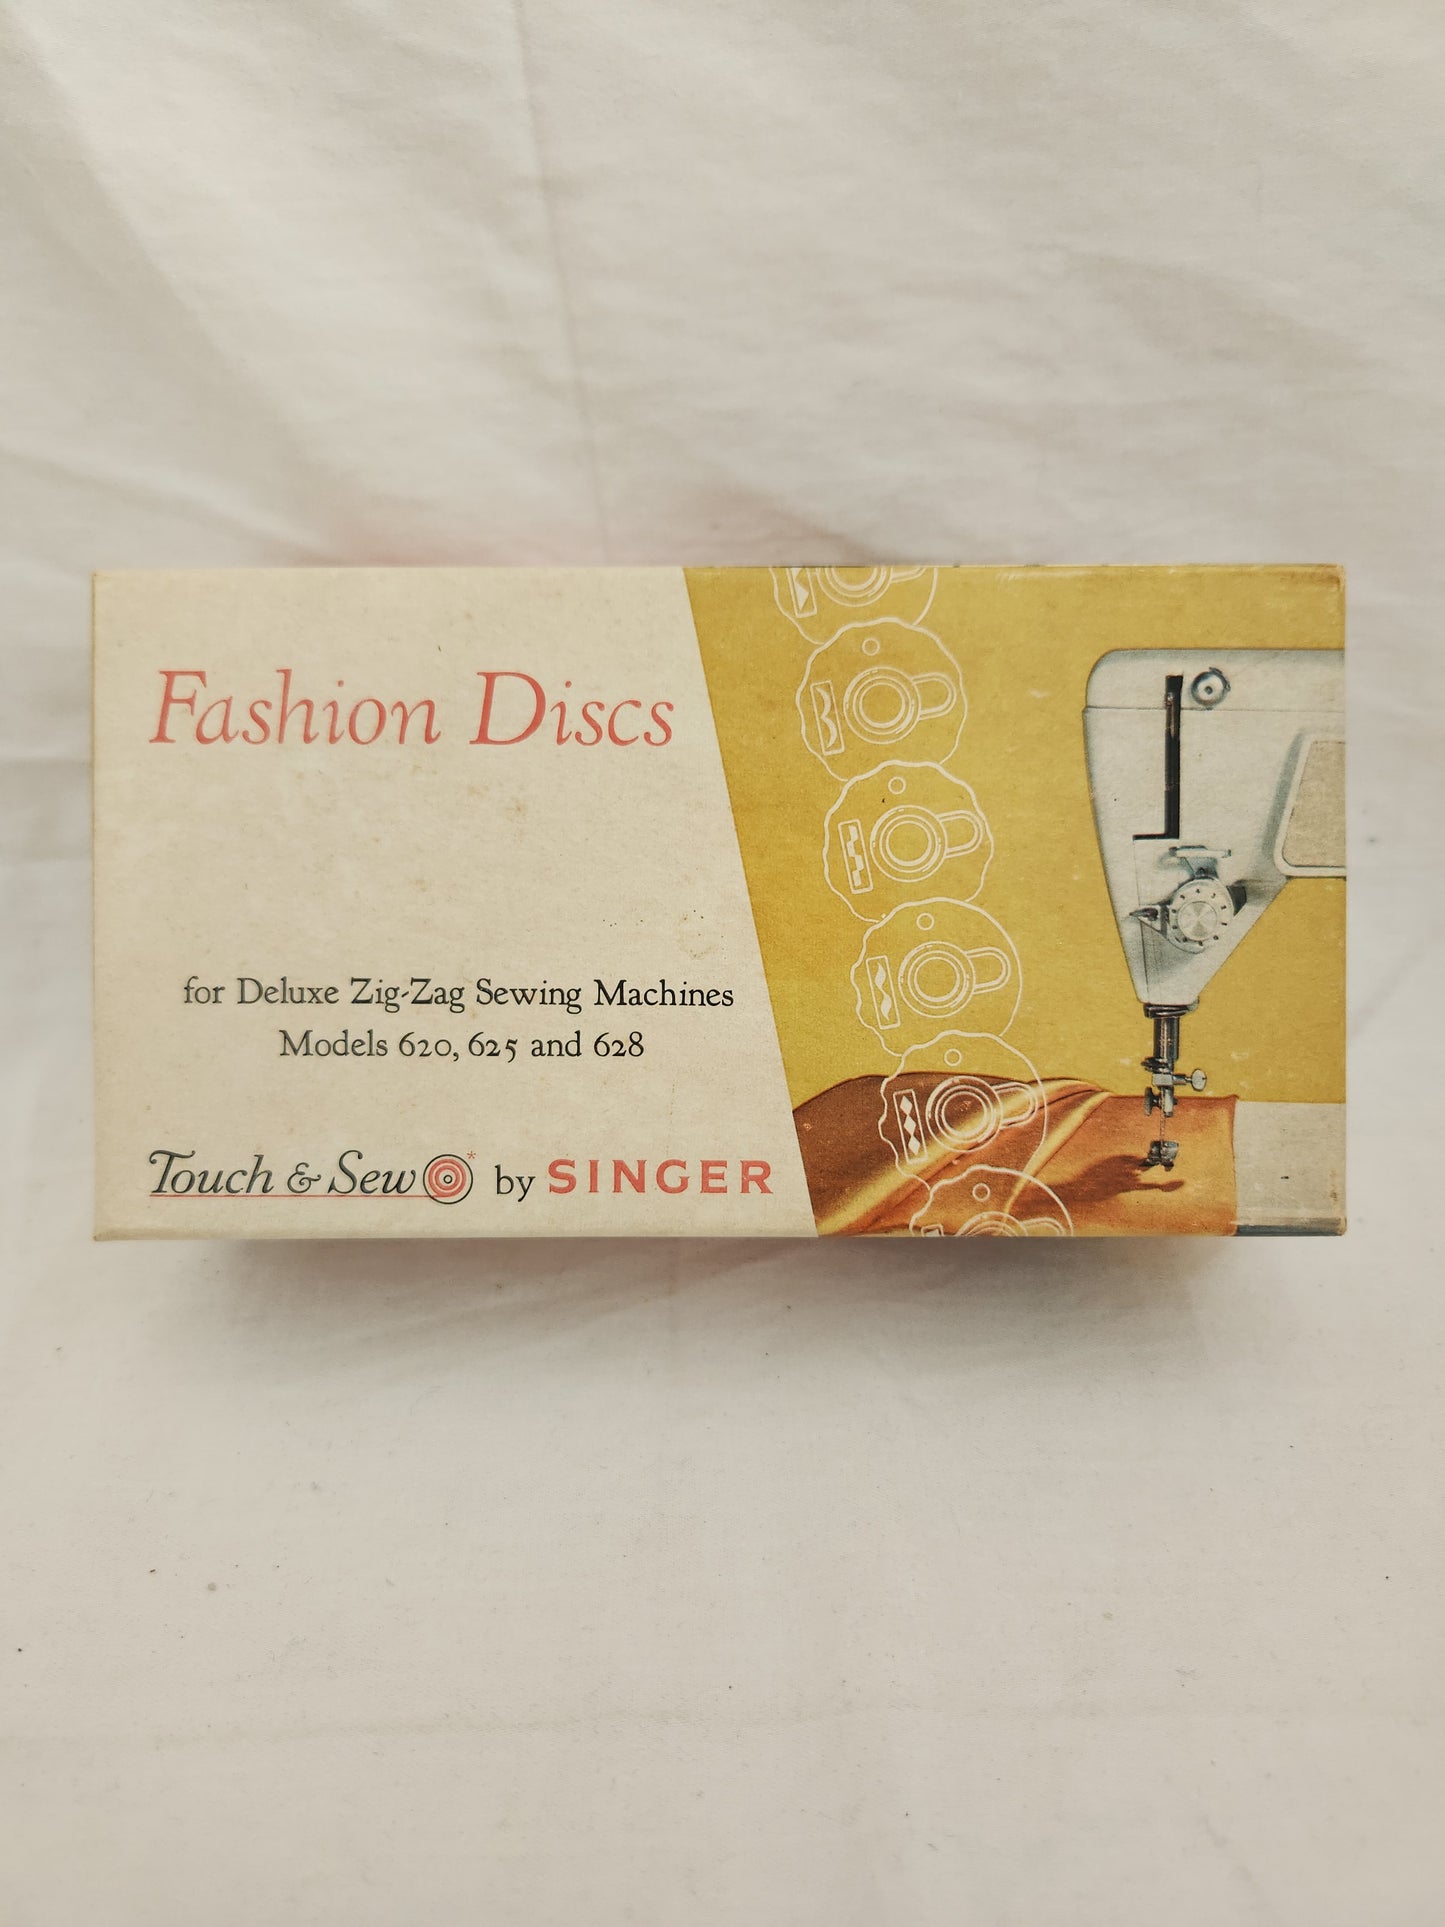 Fashion Discs
for Deluxe Zig-Zag Sewing Machines
Models 620, 625 and 628
Touch & Sew * by SINGER